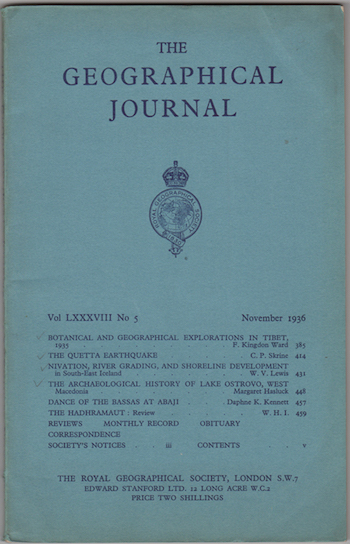 THE
GEOGRAPHICAL
JOURNAL
ROYAL GEOGRAPHICAL SOCIETY
Vol LXXXVIII No 5 November 1936
BOTANICAL AND GEOGRAPHICAL EXPLORATIONS IN TIBET,
1935 . . . . . . . F. Kingdon Ward 385
THE QUETTA EARTHQUAKE . . . . C. P. Skrine 414
NIVATION, RIVER GRADING, AND SHORELINE DEVELOPMENT
in South-East Iceland . . . . . W. V. Lewis 431
THE ARCHAEOLOGICAL HISTORY OF LAKE OSTROVO, WEST
Macedonia . . . . . . Margaret Hasluck 448
DANCE OF THE BASSAS AT ABAJI . . Daphne K. Kennett 457
THE HADHRAMAUT : Review . . . . . W. H. I. 459
REVIEWS MONTHLY RECORD OBITUARY
CORRESPONDENCE
SOCIETY'S NOTICES . . iii CONTENTS . . v
THE ROYAL GEOGRAPHICAL SOCIETY, LONDON S.W.7
EDWARD STANFORD LTD. 12 LONG ACRE W.C.2
PRICE TWO SHILLINGS